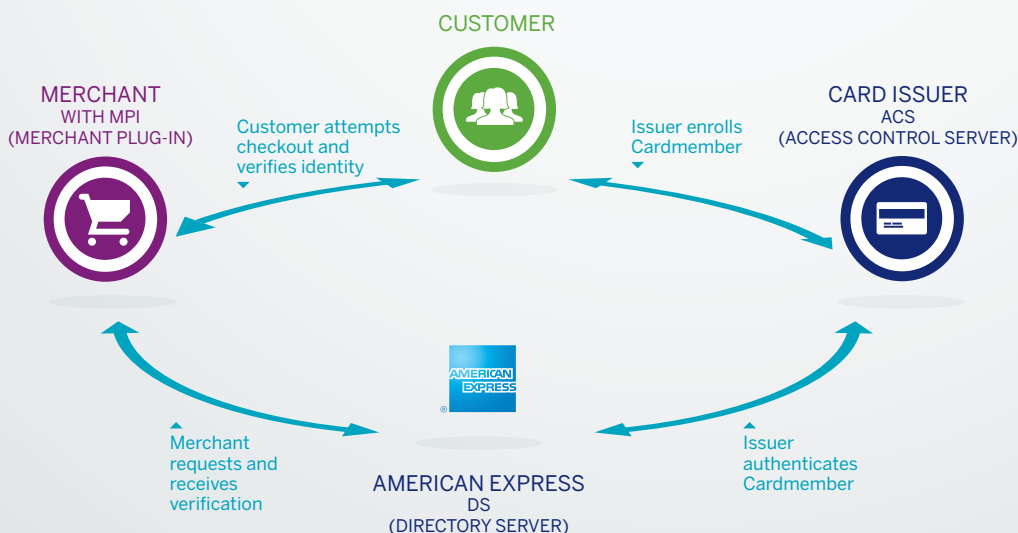 CUSTOMER
MERCHANT
WITH MPI
(MERCHANT PLUG-IN)
CARD ISSUER
ACS
(ACCESS CONTROL SERVER)
Customer attempts
checkout and
verifies identity
Issuer enrolls
Cardmember
AMERICAN
EXPRESS
®
Merchant
requests and
receives
verification
Issuer
authenticates
Cardmember
AMERICAN EXPRESS
DS
(DIRECTORY SERVER)